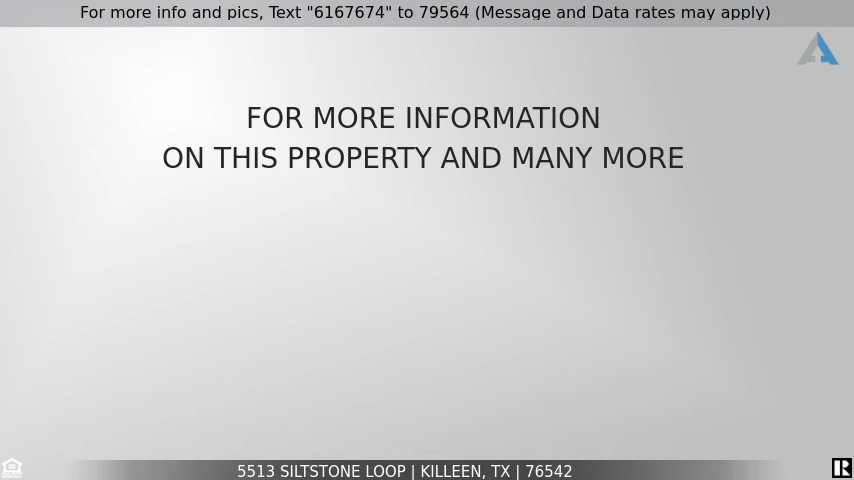 For more info and pics, Text "6167674" to 79564 (Message and Data rates may apply)
FOR MORE INFORMATION
ON THIS PROPERTY AND MANY MORE
5513 SILTSTONE LOOP | KILLEEN, TX | 76542